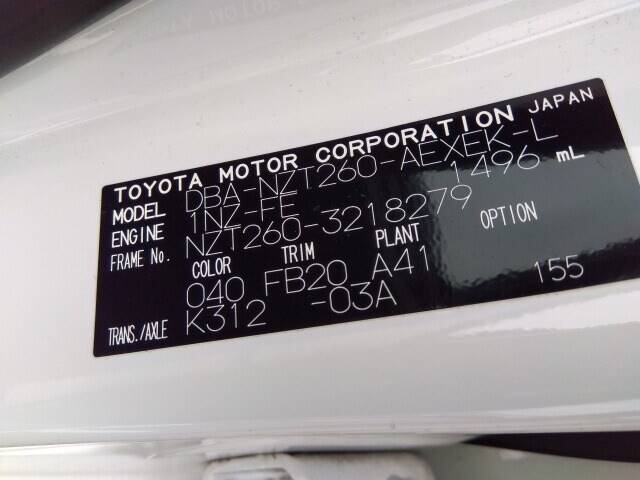 TOYOTA MOTOR CORPORATION JAPAN
MODEL DBA-NZT260-AEXEK-L
ENGINE 1NZ-FE 1496 mL
FRAME No. NZT260-3218279
COLOR TRIM PLANT OPTION
040 FB20 A41
TRANS./AXLE K312 -03A 155